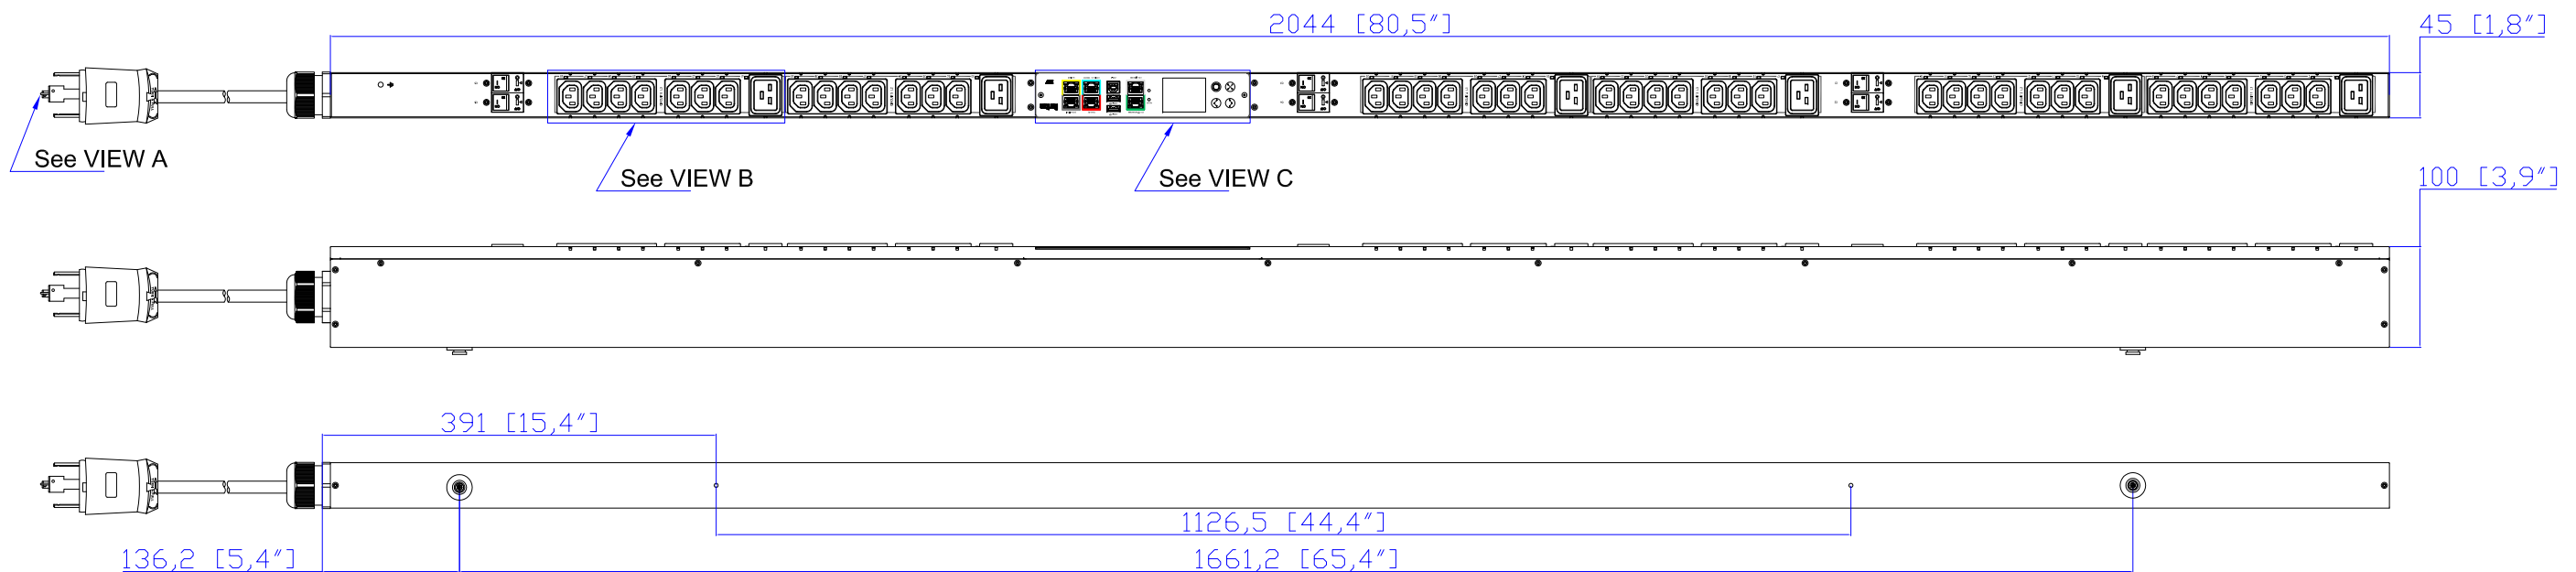 2044 [80,5"]
45 [1,8"]
See VIEW A
See VIEW B
See VIEW C
100 [3,9"]
391 [15,4"]
1126,5 [44,4"]
136,2 [5,4"]
1661,2 [65,4"]